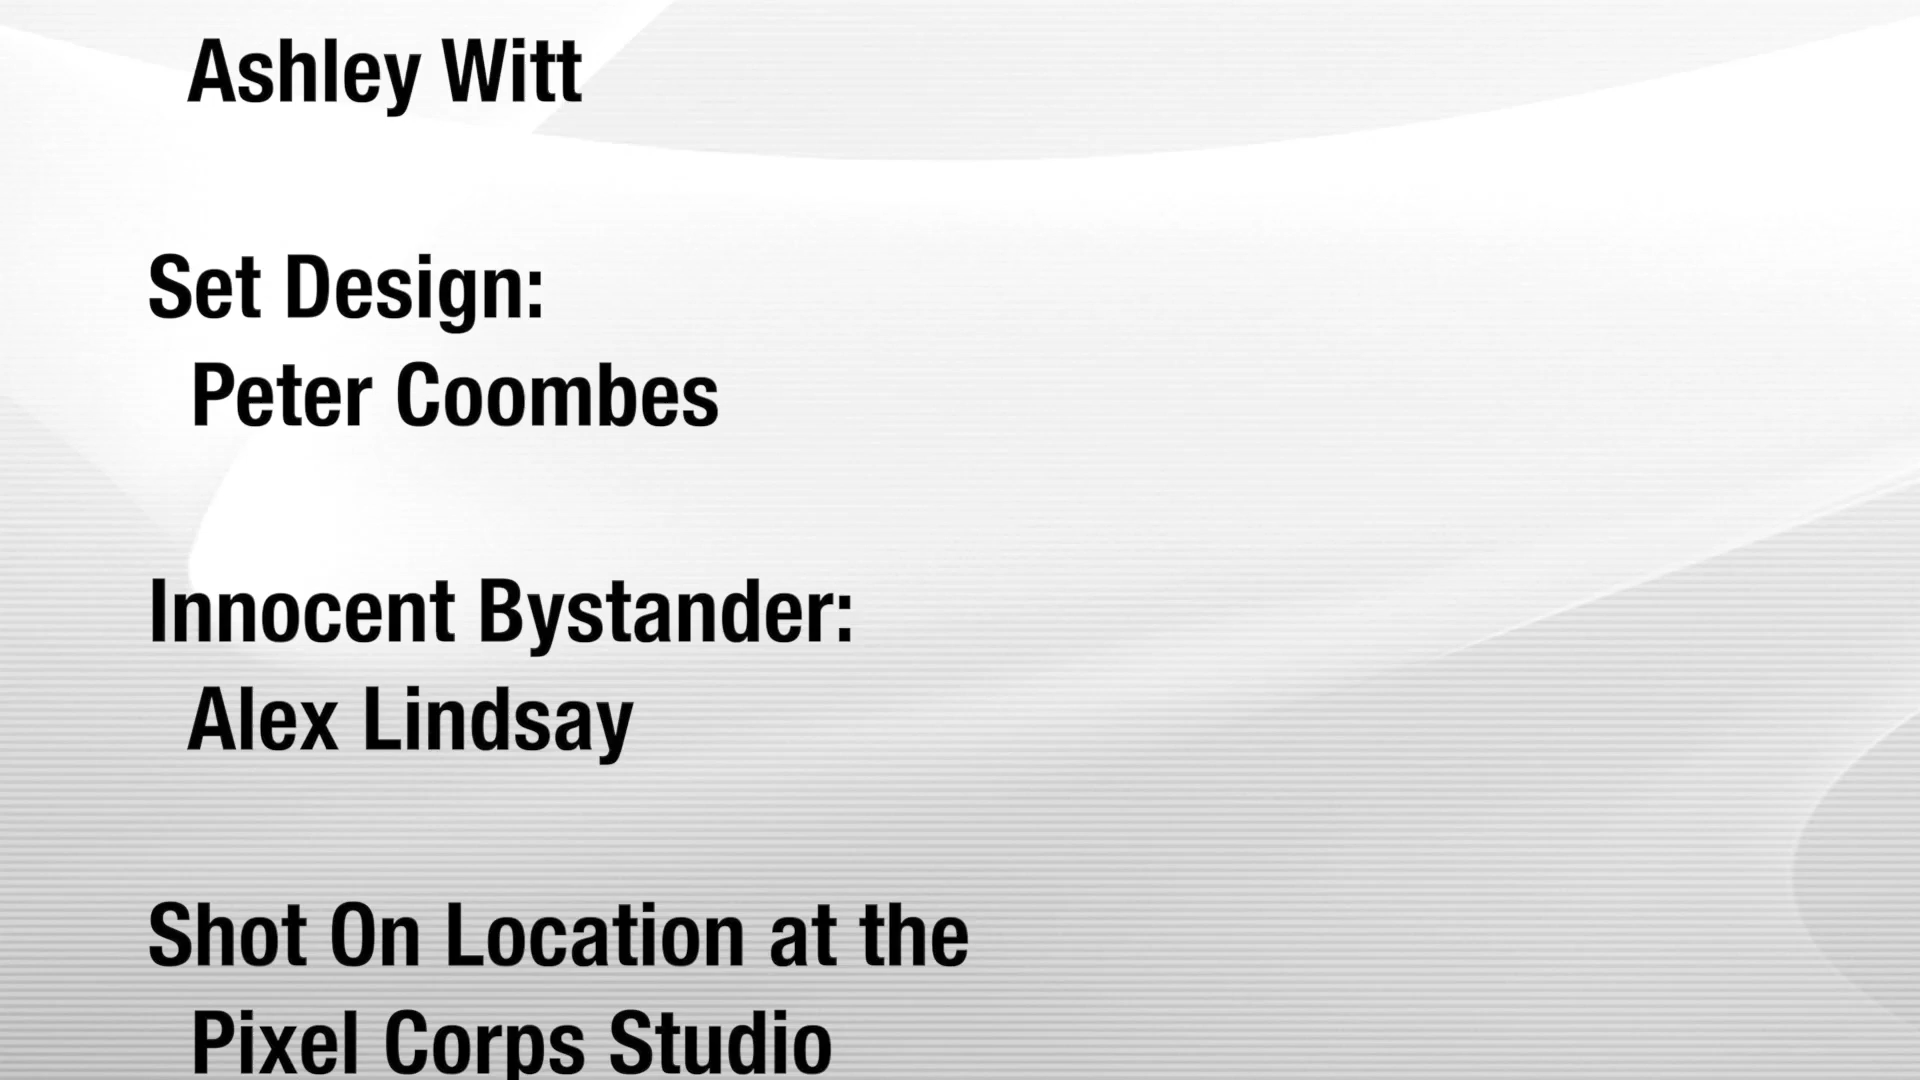 Ashley Witt
Set Design:
Peter Coombes
Innocent Bystander:
Alex Lindsay
Shot On Location at the
Pixel Corps Studio